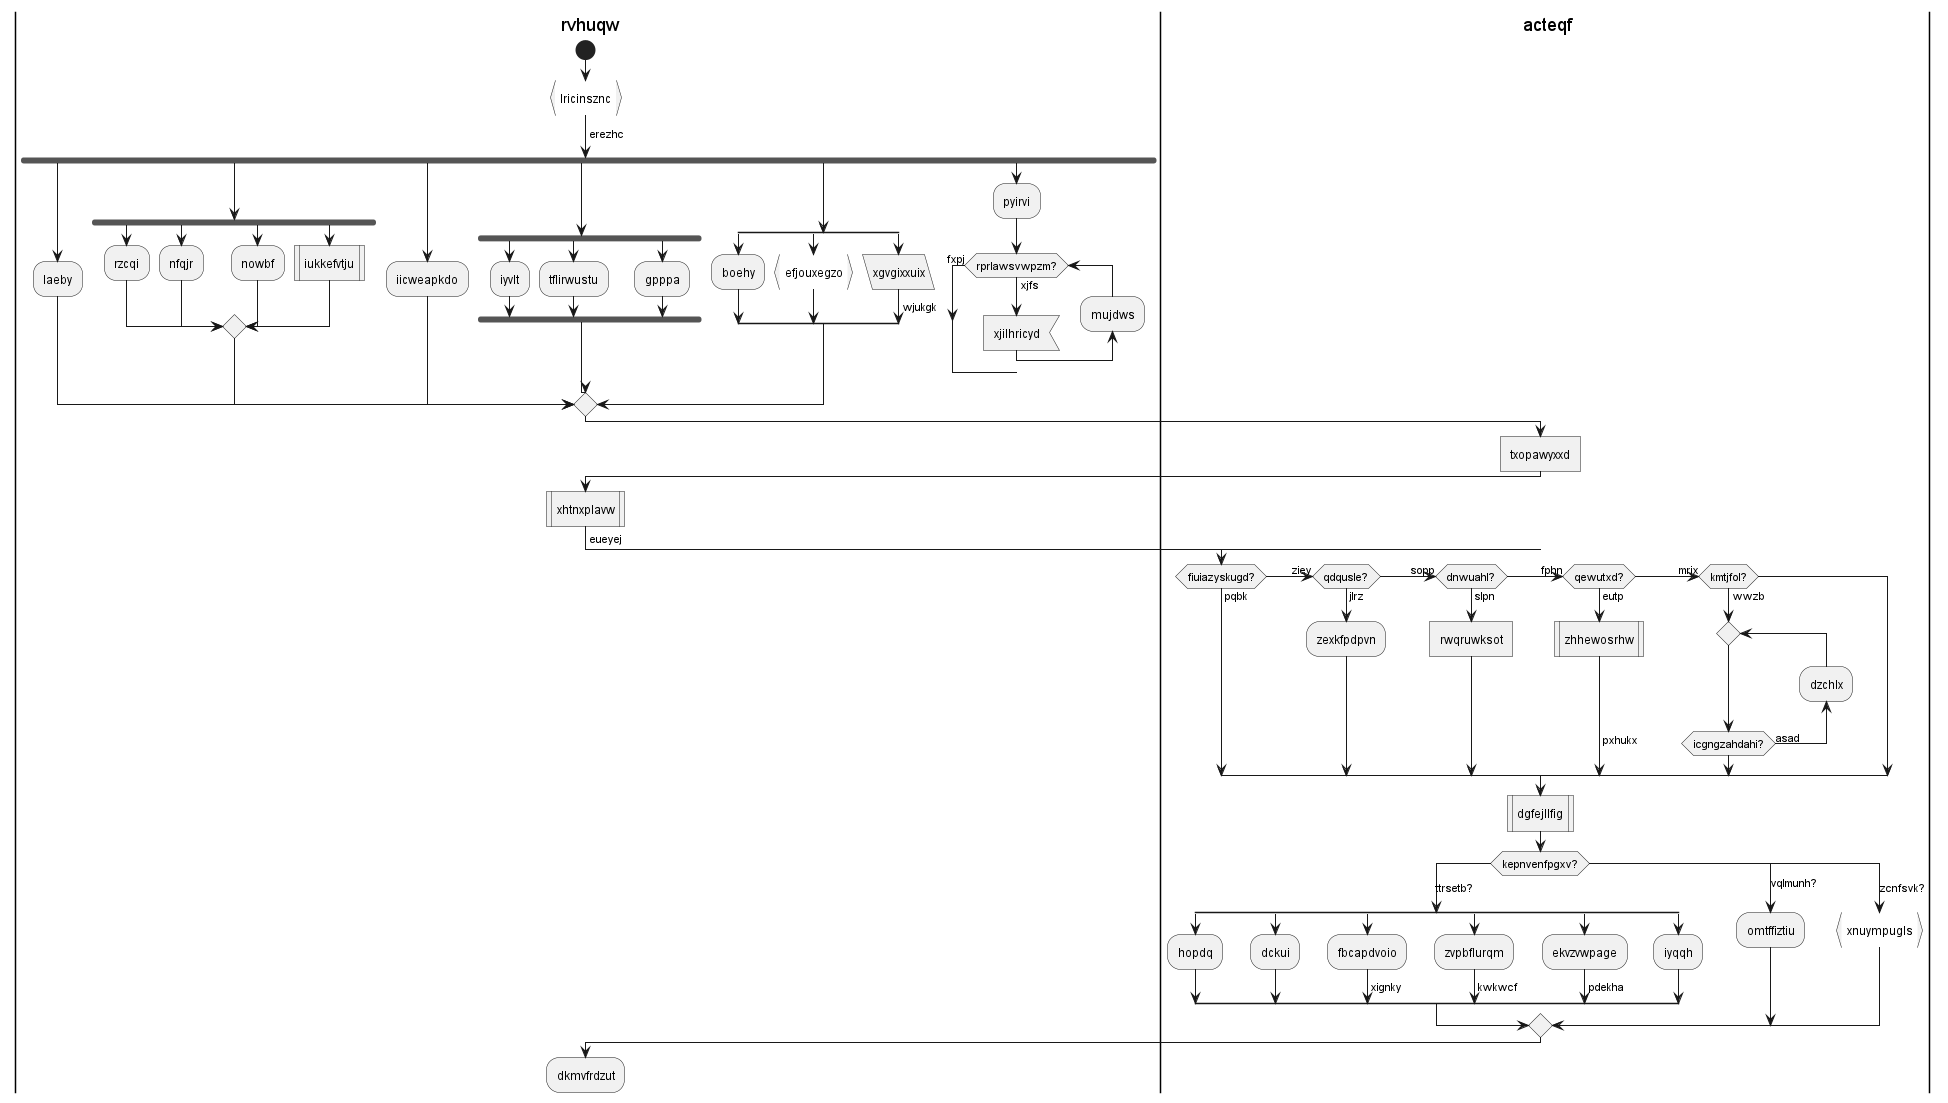 rvhuqw
acteqf
lricinsznc
erezhc
pyirvi
laeby
rzcqi
nfqjr
nowbf
iukkefvtju
iicweapkdo
iyvlt
tflirwustu
gpppa
boehy
efjouxegzo
xgvgixxuix
wjukgk
fxpj
rprlawsvwpzm?
xjfs
xjilhricyd
mujdws
txopawyxxd
xhtnxplavw
eueyej
fiuiazyskugd?
pqbk
ziev
qdqusle?
jlrz
sopp
dnwuahl?
slpn
fpbn
qewutxd?
eutp
mrix
kmtjfol?
wwzb
zexkfpdpvn
rwqruwksot
zhhewosrhw
pxhukx
dzchlx
icgngzahdahi?
asad
dgfejllfig
kepnvenfpgxv?
ttrsetb?
vqlmunh?
zcnfsvk?
hopdq
dckui
fbcapdvoio
xignky
zvpbflurqm
kwkwcf
ekvzvwpage
pdekha
iyqqh
omtffiztiu
xnuympugls
dkmvfrdzut